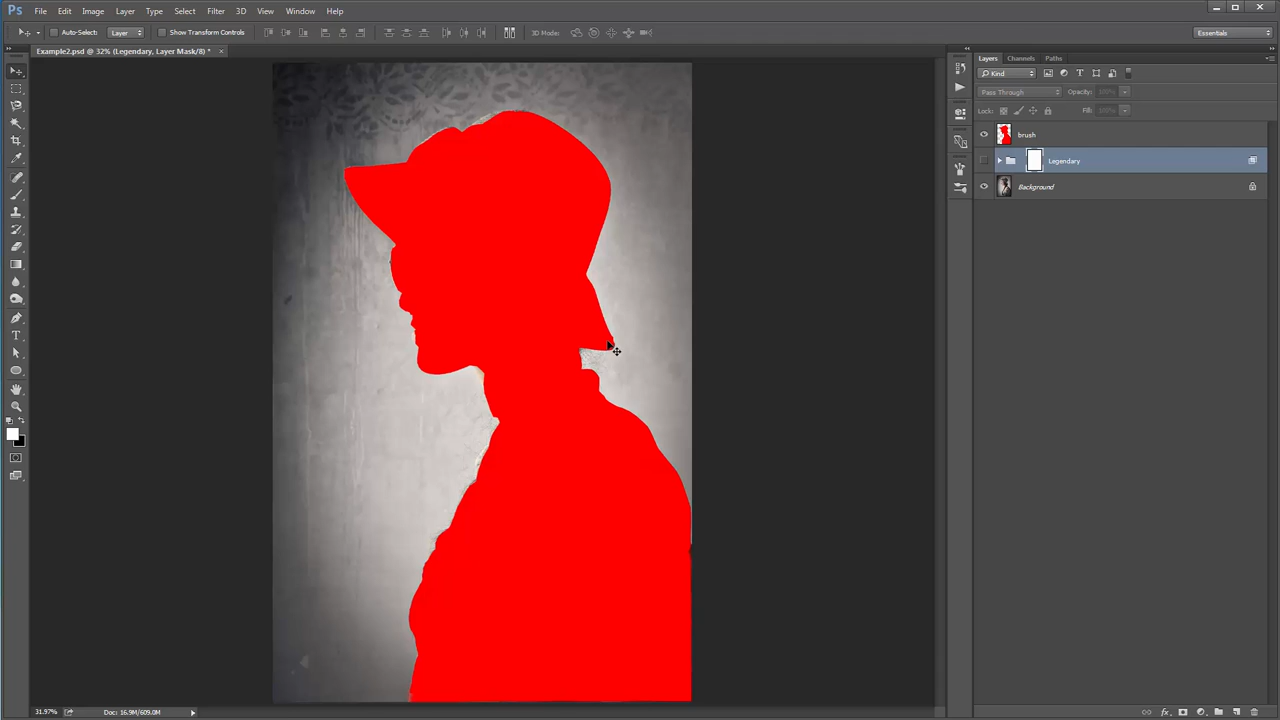 Ps File Edit Image Layer Type Select Filter 3D View Window Help
Auto-Select: Layer Show Transform Controls 3D Mode: Essentials
Example2.psd @ 32% (Legendary, Layer Mask/8) * ×
Layers Channels Paths
Kind
Pass Through Opacity: 100%
Lock: Fill: 100%
brush
Legendary
Background
31.97% Doc: 16.9M/609.0M